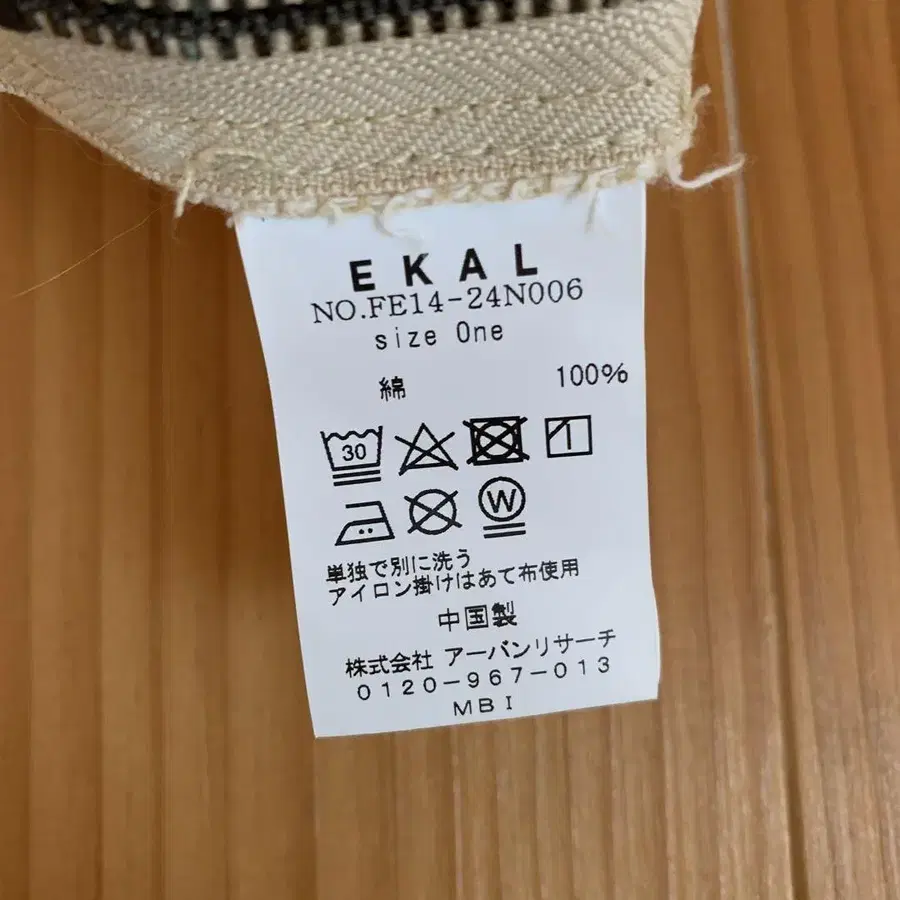 EKAL
NO.FE14-24N006
size One
綿 100%
30
W
単独で別に洗う
アイロン掛けはあて布使用
中国製
株式会社 アーバンリサーチ
0120-967-013
MBI